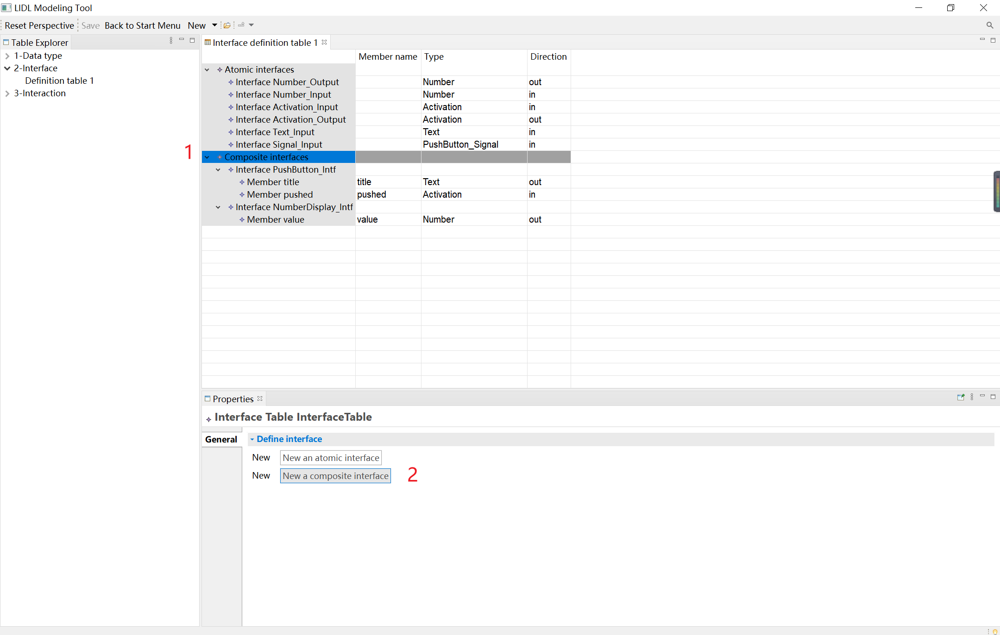 LIDL Modeling Tool
Reset Perspective Save Back to Start Menu New
Table Explorer
1-Data type
2-Interface
Definition table 1
3-Interaction
Interface definition table 1
Member name Type Direction
Atomic interfaces
Interface Number_Output Number out
Interface Number_Input Number in
Interface Activation_Input Activation in
Interface Activation_Output Activation out
Interface Text_Input Text in
Interface Signal_Input PushButton_Signal in
1
Composite interfaces
Interface PushButton_Intf
Member title title Text out
Member pushed pushed Activation in
Interface NumberDisplay_Intf
Member value value Number out
Properties
Interface Table InterfaceTable
General
Define interface
New New an atomic interface
New New a composite interface 2